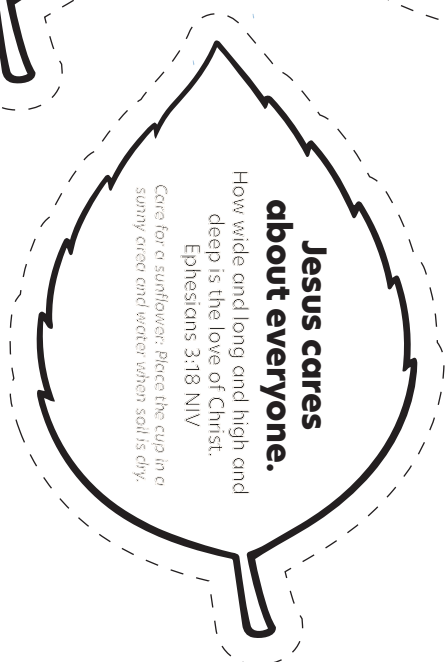 Jesus cares
about everyone.
How wide and long and high and
deep is the love of Christ.
Ephesians 3:18 NIV
Care for a sunflower: Place the cup in a
sunny area and water when soil is dry.